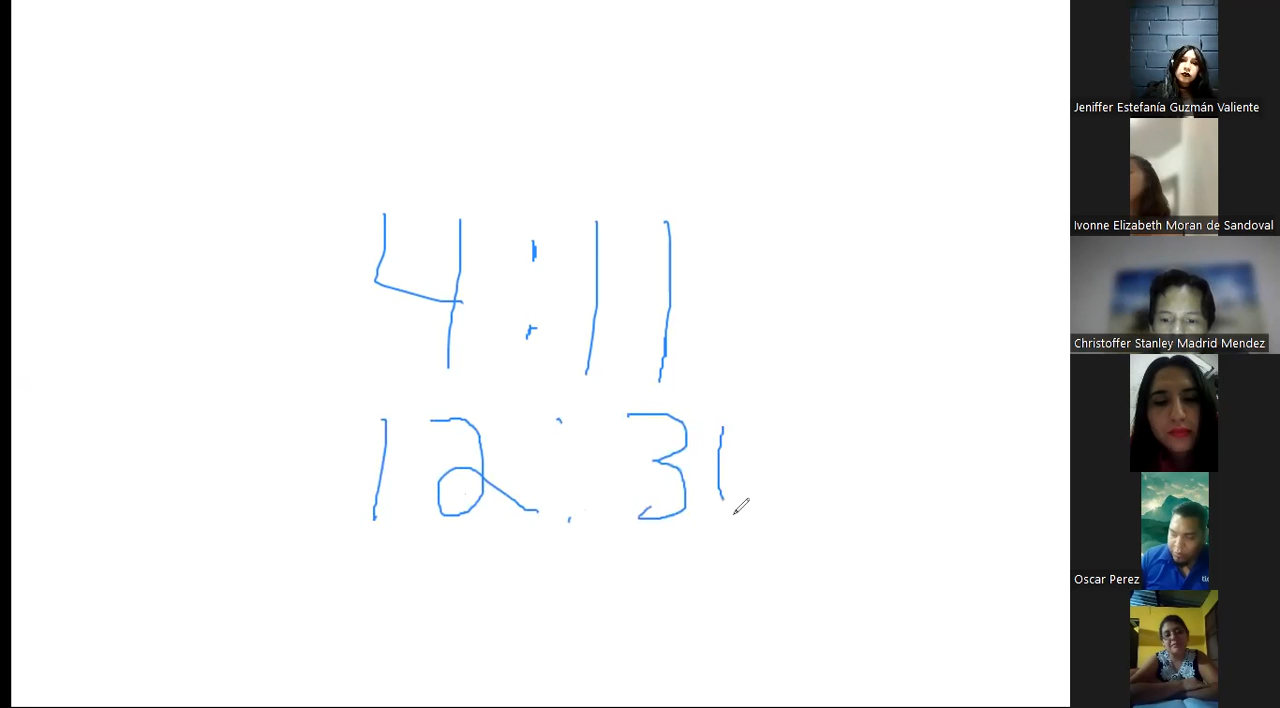 4:11
12:31
Jeniffer Estefanía Guzmán Valiente
Ivonne Elizabeth Moran de Sandoval
Christoffer Stanley Madrid Mendez
Oscar Perez